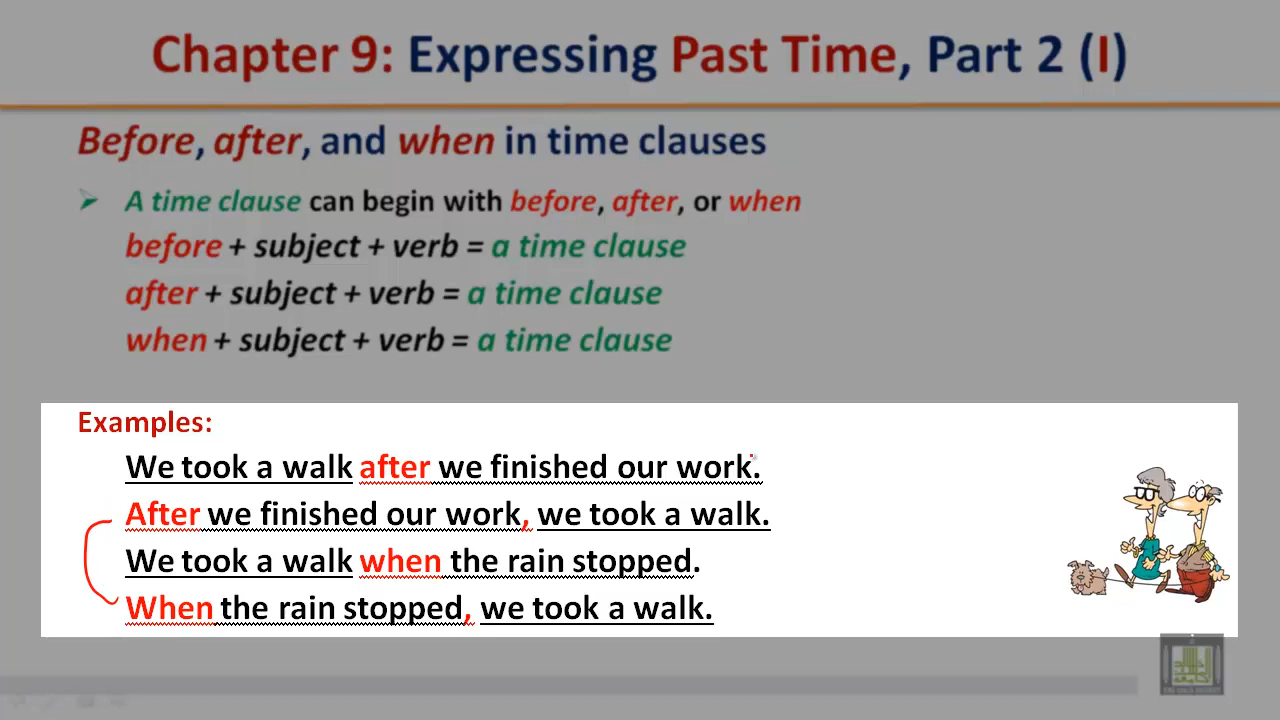 Chapter 9: Expressing Past Time, Part 2 (I)
Before, after, and when in time clauses
A time clause can begin with before, after, or when
before + subject + verb = a time clause
after + subject + verb = a time clause
when + subject + verb = a time clause
Examples:
We took a walk after we finished our work.
After we finished our work, we took a walk.
We took a walk when the rain stopped.
When the rain stopped, we took a walk.